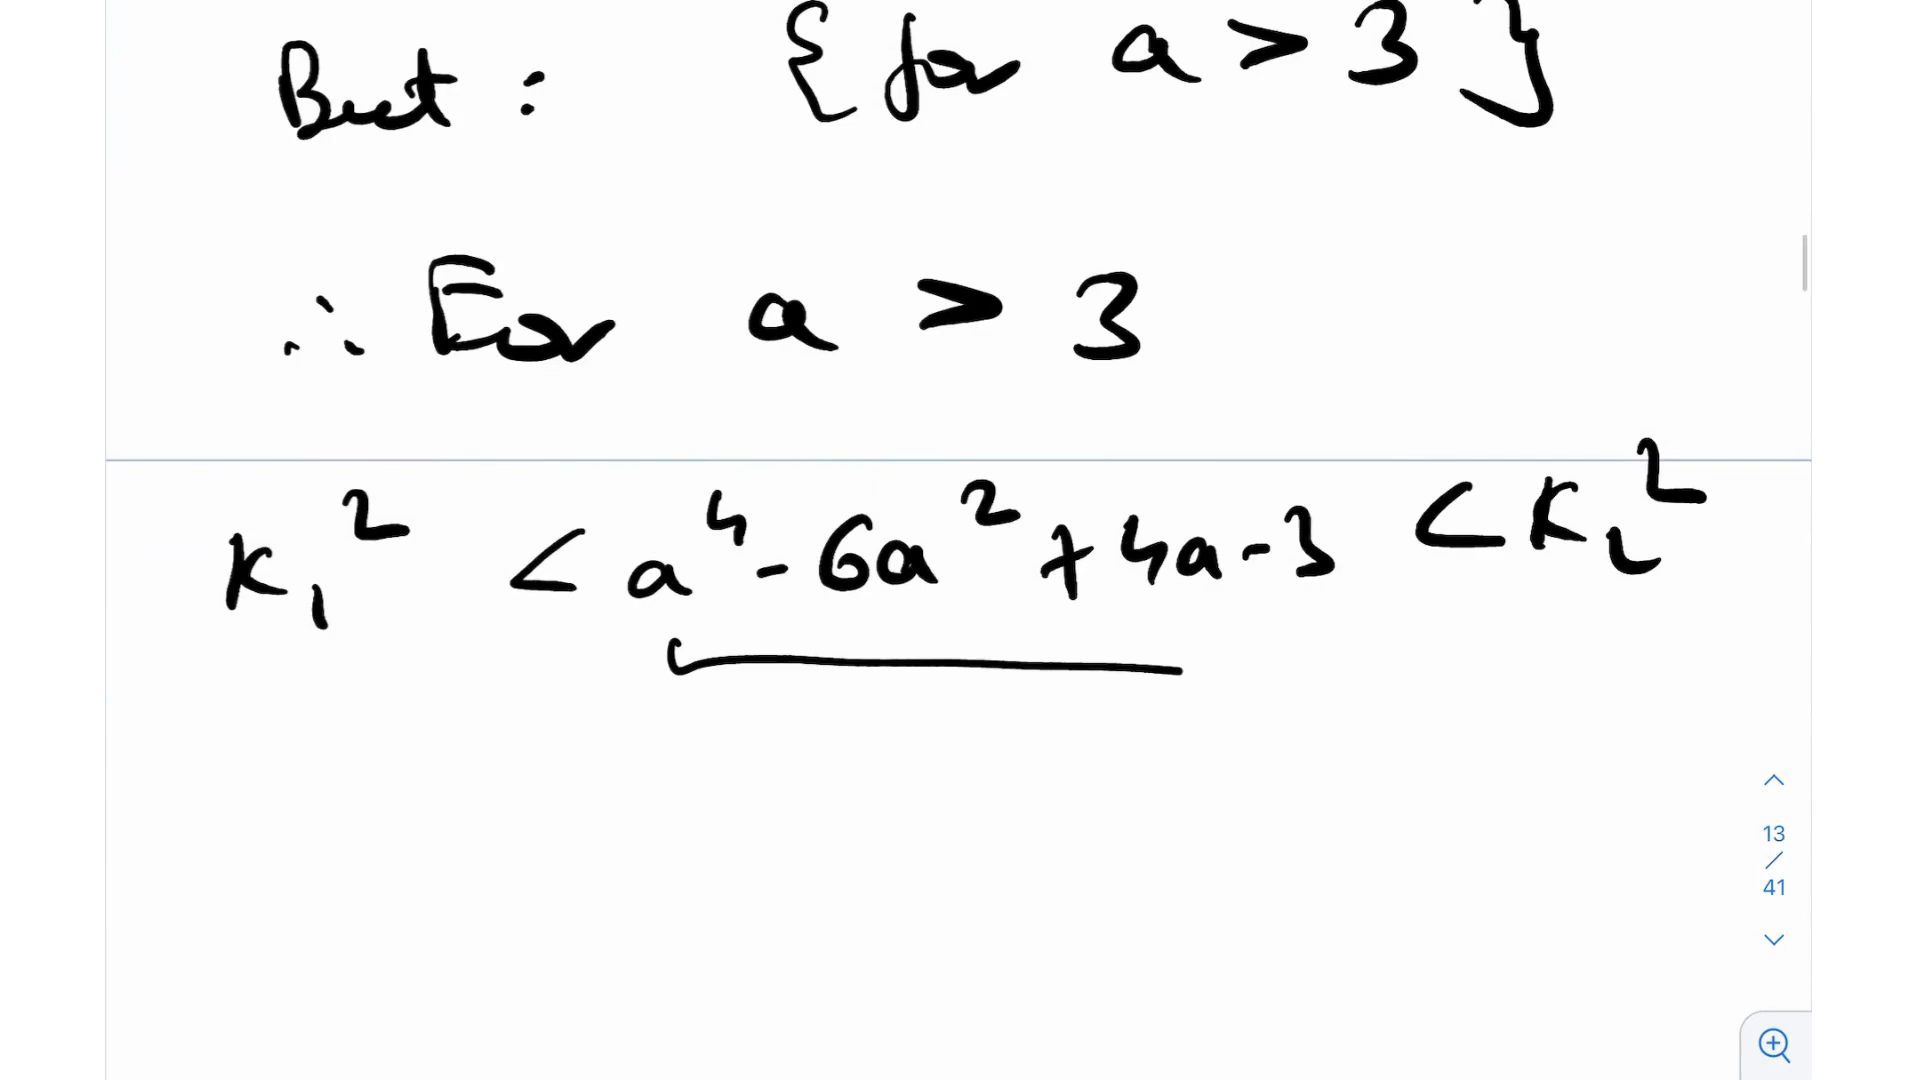 But : {for a > 3}
∴ For a > 3
K₁² < a⁴ - 6a² + 4a - 3 < K₂²
13
/
41